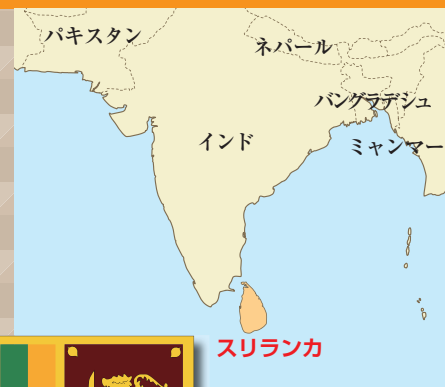 パキスタン
ネパール
バングラデシュ
インド
ミャンマー
スリランカ